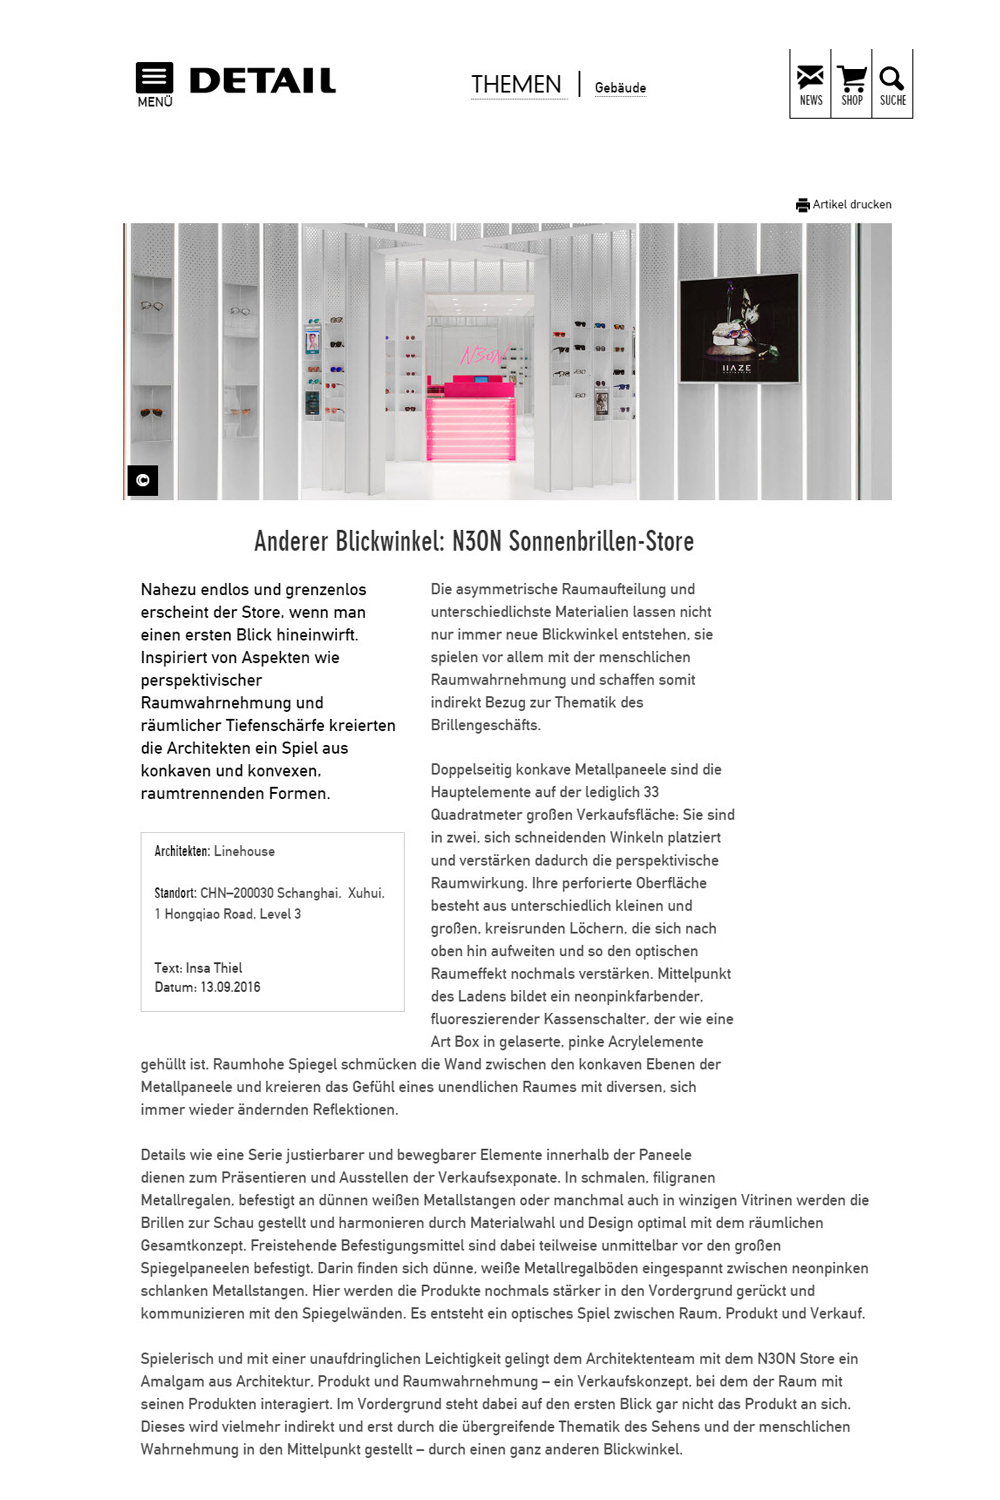 MENÜ
DETAIL
THEMEN
Gebäude
NEWS
SHOP
SUCHE
Artikel drucken
N3ON
HAZE
©
Anderer Blickwinkel: N3ON Sonnenbrillen-Store
Nahezu endlos und grenzenlos
erscheint der Store, wenn man
einen ersten Blick hineinwirft.
Inspiriert von Aspekten wie
perspektivischer
Raumwahrnehmung und
räumlicher Tiefenschärfe kreierten
die Architekten ein Spiel aus
konkaven und konvexen,
raumtrennenden Formen.
Architekten: Linehouse
Standort: CHN–200030 Schanghai, Xuhui,
1 Hongqiao Road, Level 3
Text: Insa Thiel
Datum: 13.09.2016
Die asymmetrische Raumaufteilung und
unterschiedlichste Materialien lassen nicht
nur immer neue Blickwinkel entstehen, sie
spielen vor allem mit der menschlichen
Raumwahrnehmung und schaffen somit
indirekt Bezug zur Thematik des
Brillengeschäfts.
Doppelseitig konkave Metallpaneele sind die
Hauptelemente auf der lediglich 33
Quadratmeter großen Verkaufsfläche: Sie sind
in zwei, sich schneidenden Winkeln platziert
und verstärken dadurch die perspektivische
Raumwirkung. Ihre perforierte Oberfläche
besteht aus unterschiedlich kleinen und
großen, kreisrunden Löchern, die sich nach
oben hin aufweiten und so den optischen
Raumeffekt nochmals verstärken. Mittelpunkt
des Ladens bildet ein neonpinkfarbender,
fluoreszierender Kassenschalter, der wie eine
Art Box in gelaserte, pinke Acrylelemente
gehüllt ist. Raumhohe Spiegel schmücken die Wand zwischen den konkaven Ebenen der
Metallpaneele und kreieren das Gefühl eines unendlichen Raumes mit diversen, sich
immer wieder ändernden Reflektionen.
Details wie eine Serie justierbarer und bewegbarer Elemente innerhalb der Paneele
dienen zum Präsentieren und Ausstellen der Verkaufsexponate. In schmalen, filigranen
Metallregalen, befestigt an dünnen weißen Metallstangen oder manchmal auch in winzigen Vitrinen werden die
Brillen zur Schau gestellt und harmonieren durch Materialwahl und Design optimal mit dem räumlichen
Gesamtkonzept. Freistehende Befestigungsmittel sind dabei teilweise unmittelbar vor den großen
Spiegelpaneelen befestigt. Darin finden sich dünne, weiße Metallregalböden eingespannt zwischen neonpinken
schlanken Metallstangen. Hier werden die Produkte nochmals stärker in den Vordergrund gerückt und
kommunizieren mit den Spiegelwänden. Es entsteht ein optisches Spiel zwischen Raum, Produkt und Verkauf.
Spielerisch und mit einer unaufdringlichen Leichtigkeit gelingt dem Architektenteam mit dem N3ON Store ein
Amalgam aus Architektur, Produkt und Raumwahrnehmung – ein Verkaufskonzept, bei dem der Raum mit
seinen Produkten interagiert. Im Vordergrund steht dabei auf den ersten Blick gar nicht das Produkt an sich.
Dieses wird vielmehr indirekt und erst durch die übergreifende Thematik des Sehens und der menschlichen
Wahrnehmung in den Mittelpunkt gestellt – durch einen ganz anderen Blickwinkel.